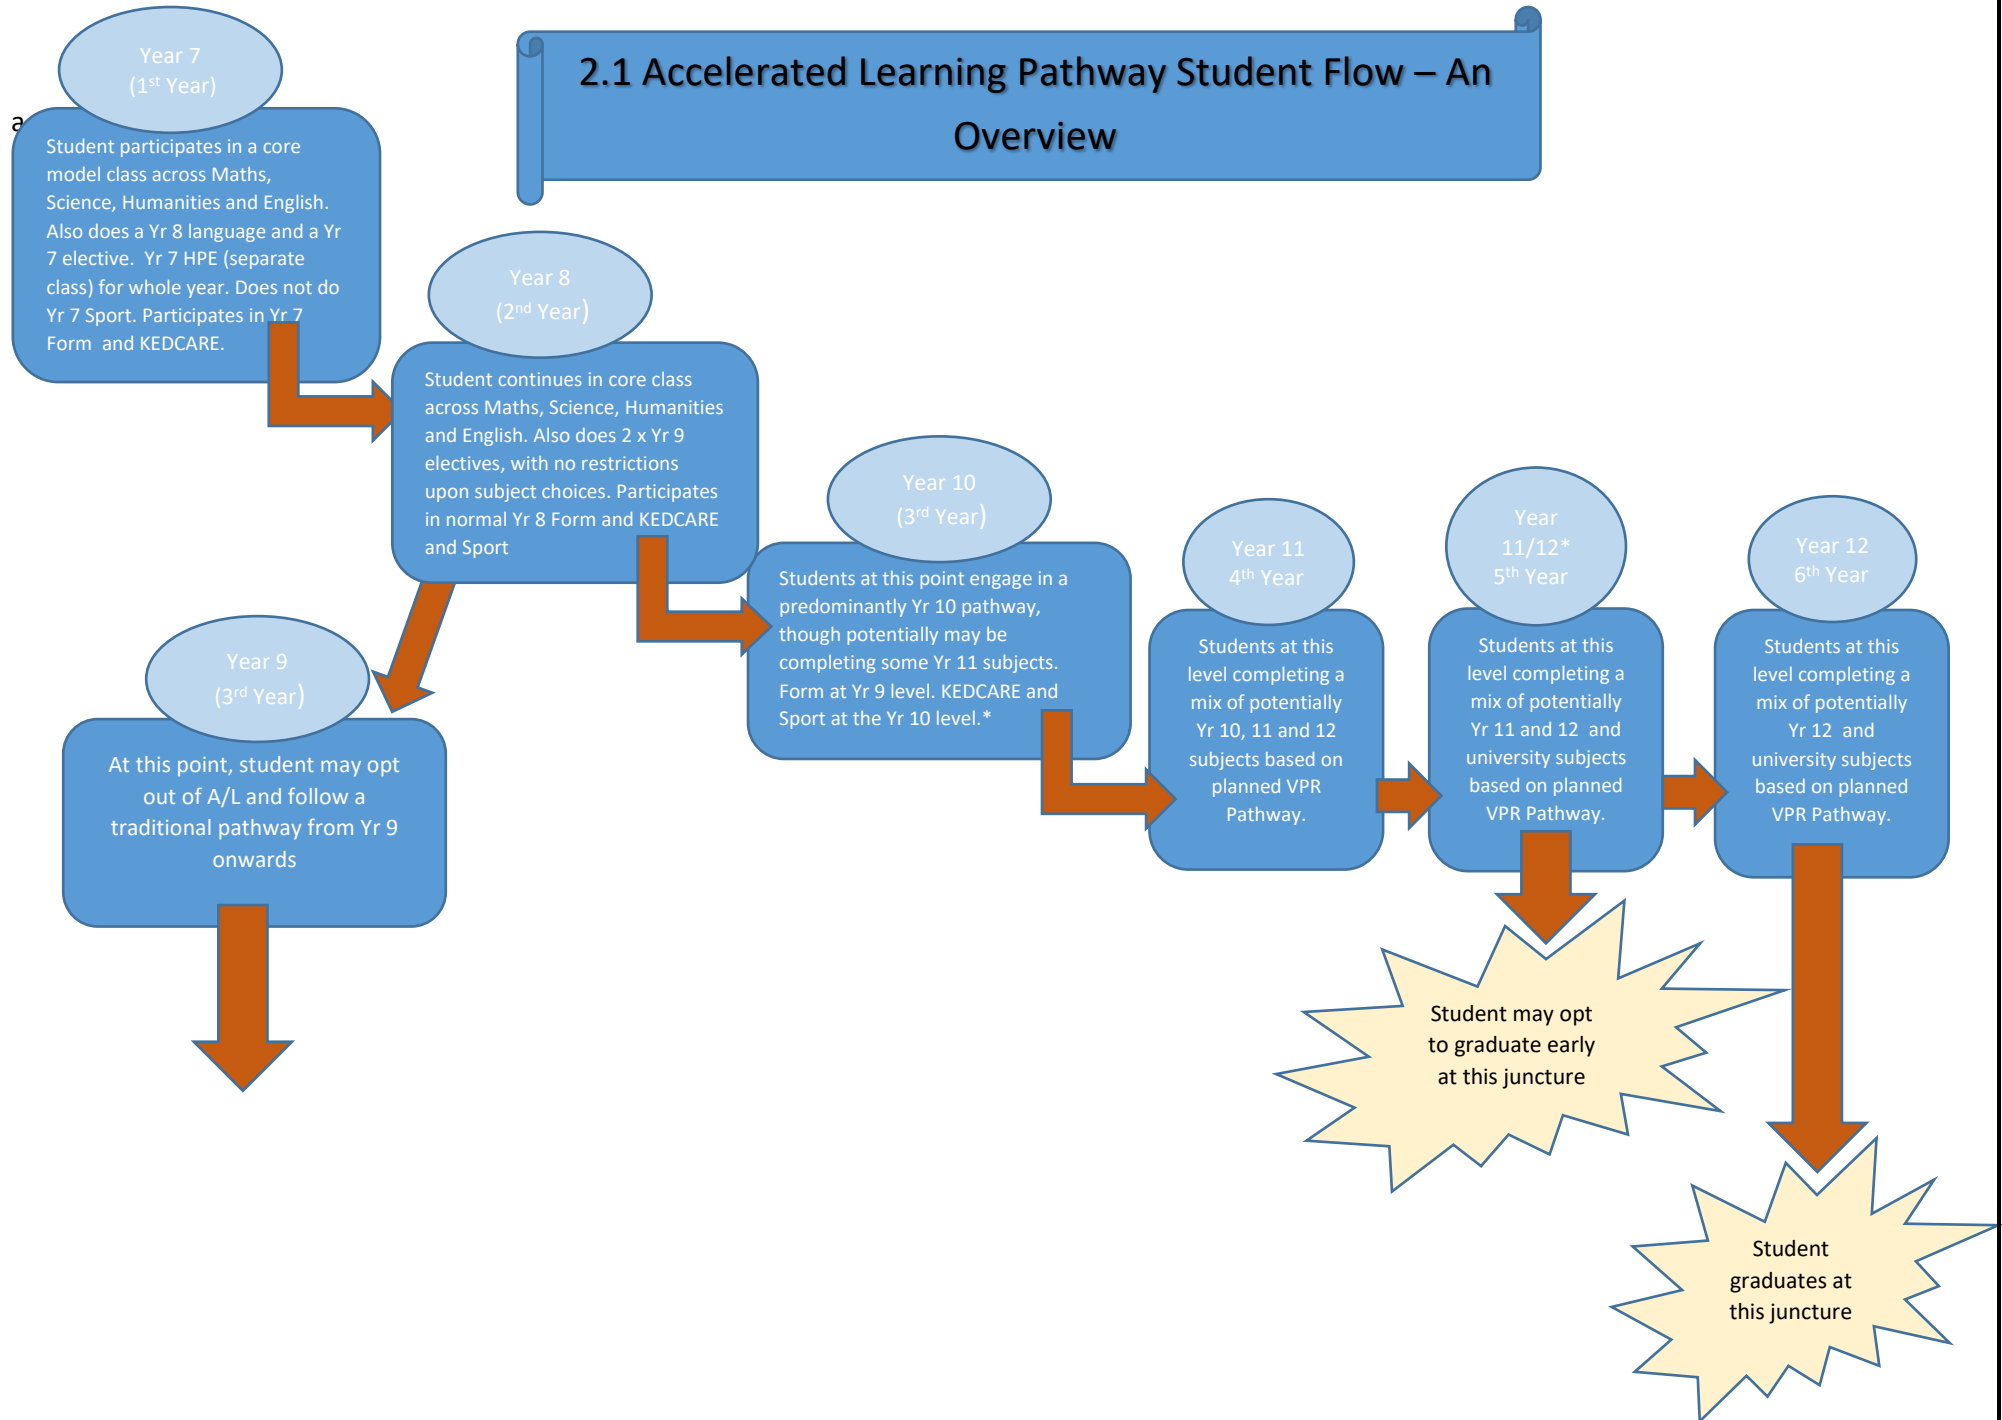 2.1 Accelerated Learning Pathway Student Flow – An
Overview
a
Year 7
(1st Year)
Student participates in a core
model class across Maths,
Science, Humanities and English.
Also does a Yr 8 language and a Yr
7 elective.  Yr 7 HPE (separate
class) for whole year. Does not do
Yr 7 Sport. Participates in Yr 7
Form  and KEDCARE.
Year 8
(2nd Year)
Student continues in core class
across Maths, Science, Humanities
and English. Also does 2 x Yr 9
electives, with no restrictions
upon subject choices. Participates
in normal Yr 8 Form and KEDCARE
and Sport
Year 9
(3rd Year)
At this point, student may opt
out of A/L and follow a
traditional pathway from Yr 9
onwards
Year 10
(3rd Year)
Students at this point engage in a
predominantly Yr 10 pathway,
though potentially may be
completing some Yr 11 subjects.
Form at Yr 9 level. KEDCARE and
Sport at the Yr 10 level.*
Year 11
4th Year
Students at this
level completing a
mix of potentially
Yr 10, 11 and 12
subjects based on
planned VPR
Pathway.
Year
11/12*
5th Year
Students at this
level completing a
mix of potentially
Yr 11 and 12  and
university subjects
based on planned
VPR Pathway.
Student may opt
to graduate early
at this juncture
Year 12
6th Year
Students at this
level completing a
mix of potentially
Yr 12  and
university subjects
based on planned
VPR Pathway.
Student
graduates at
this juncture